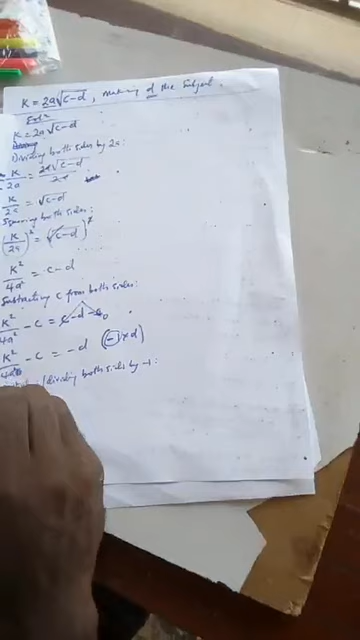 K = 2a√c-d, making d the subject.
Soln
K = 2a√c-d
Dividing both sides by 2a:
K/2a = 2a√c-d/2a
K/2a = √c-d
Squaring both sides:
(K/2a)² = (√c-d)²
K²/4a² = c-d
Subtracting c from both sides:
K²/4a² - c = c-d-c
K²/4a² - c = -d (-1×d)
/dividing both sides by -1: